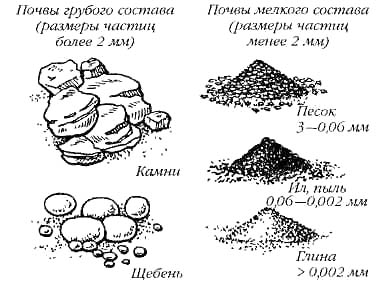 Почвы грубого состава
(размеры частиц
более 2 мм)
Камни
Щебень
Почвы мелкого состава
(размеры частиц
менее 2 мм)
Песок
3—0,06 мм
Ил, пыль
0,06—0,002 мм
Глина
> 0,002 мм